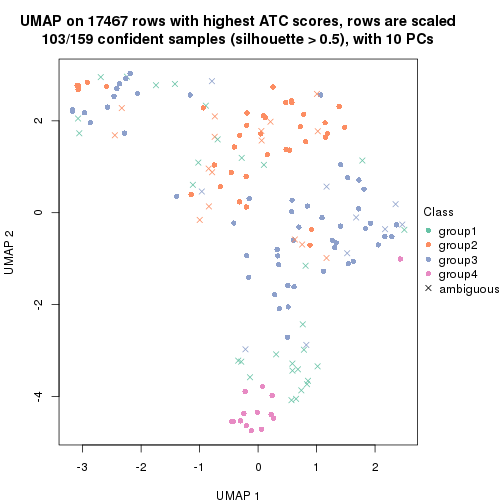 UMAP on 17467 rows with highest ATC scores, rows are scaled
103/159 confident samples (silhouette > 0.5), with 10 PCs
UMAP 2
2
0
-2
-4
-3
-2
-1
0
1
2
UMAP 1
Class
group1
group2
group3
group4
ambiguous